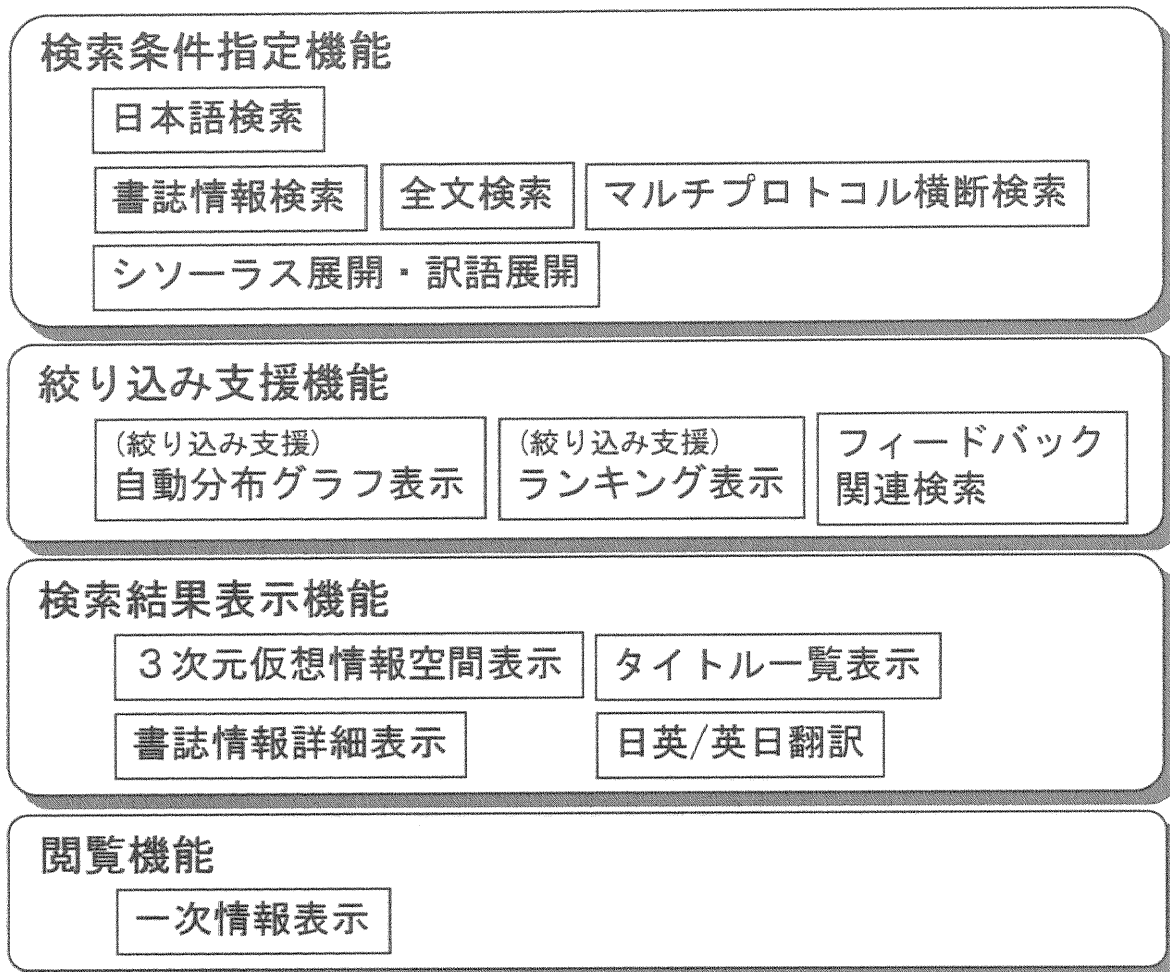 検索条件指定機能
日本語検索
書誌情報検索 全文検索 マルチプロトコル横断検索
シソーラス展開・訳語展開
絞り込み支援機能
(絞り込み支援)
自動分布グラフ表示
(絞り込み支援)
ランキング表示
フィードバック
関連検索
検索結果表示機能
3次元仮想情報空間表示 タイトル一覧表示
書誌情報詳細表示 日英/英日翻訳
閲覧機能
一次情報表示